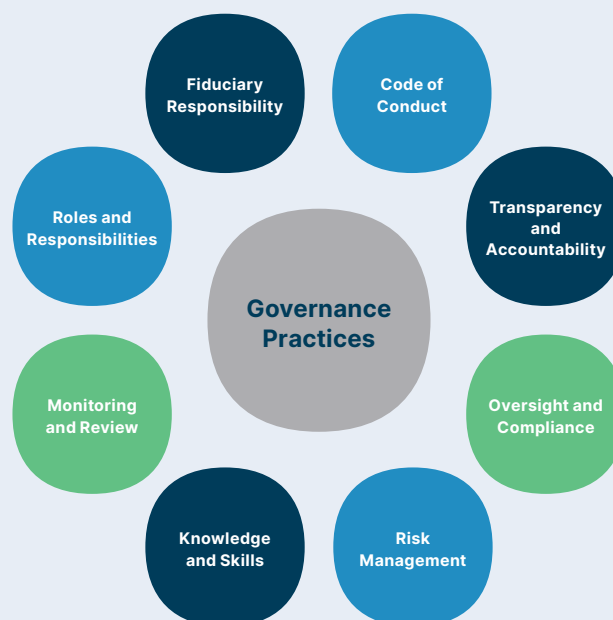 Fiduciary
Responsibility
Code of
Conduct
Roles and
Responsibilities
Transparency
and
Accountability
Governance
Practices
Monitoring
and Review
Oversight and
Compliance
Knowledge
and Skills
Risk
Management